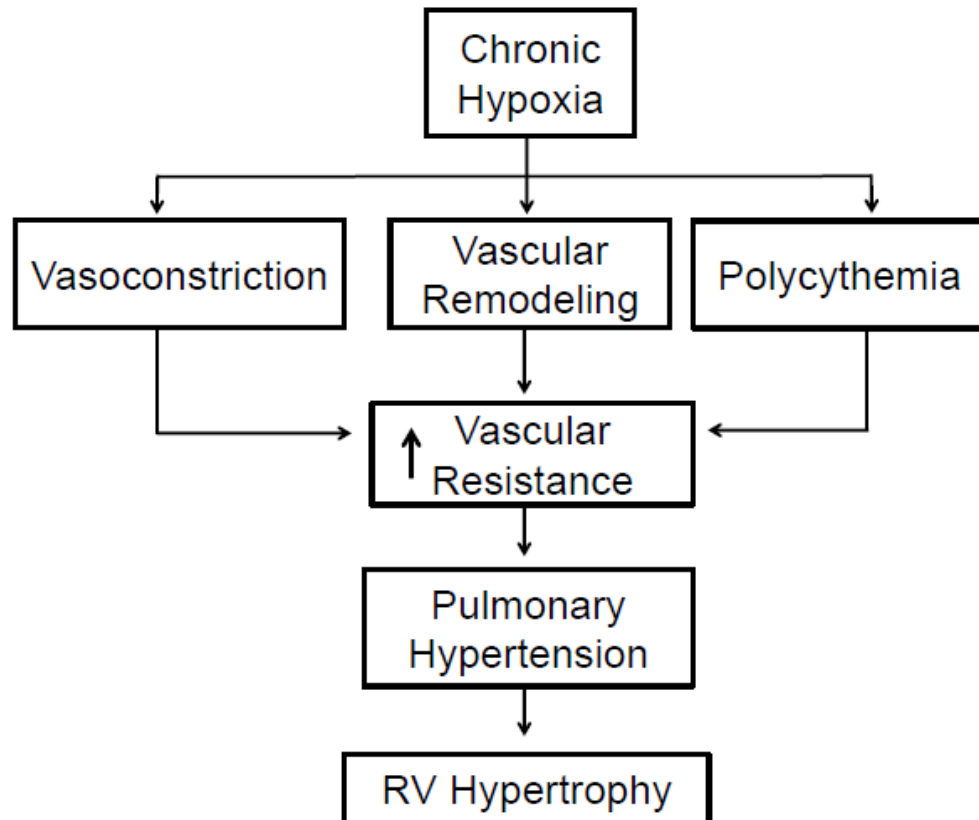 Chronic
Hypoxia
Vasoconstriction
Vascular
Remodeling
Polycythemia
↑ Vascular
Resistance
Pulmonary
Hypertension
RV Hypertrophy